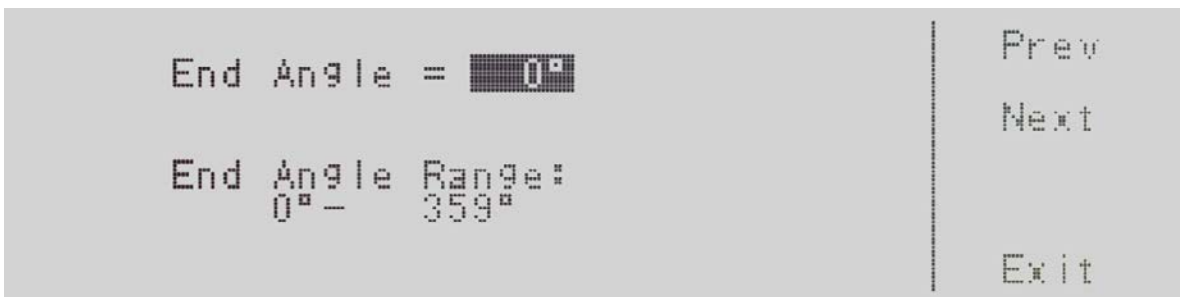 End Angle = 0°
End Angle Range:
0° – 359°
Prev
Next
Exit